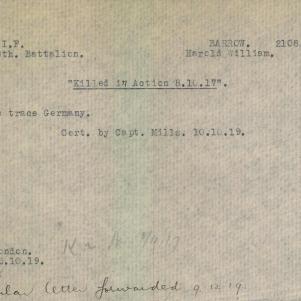 I.F. BARROW. 2108
th. Battalion. Harold William.
"Killed in Action 8.10.17".
trace Germany.
Cert. by Capt. Mills. 10.10.19.
ondon.
.10.19.
letter forwarded 9.12.19.